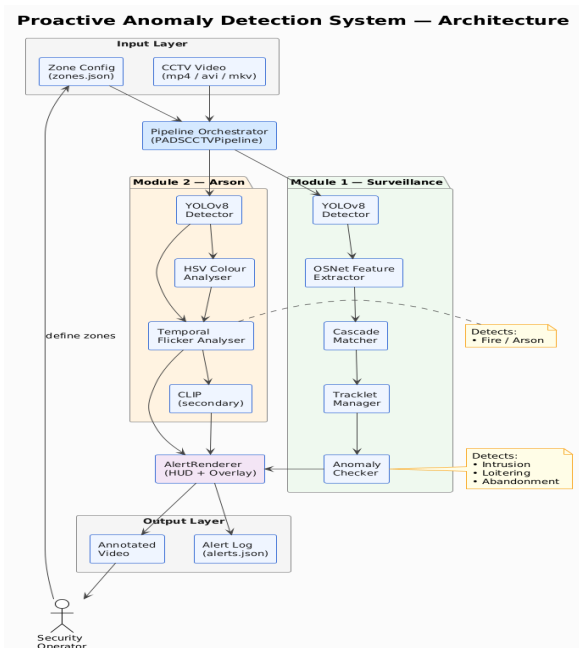 Proactive Anomaly Detection System — Architecture
Input Layer
Zone Config
(zones.json)
CCTV Video
(mp4 / avi / mkv)
Pipeline Orchestrator
(PADSCCTVPipeline)
Module 2 — Arson
Module 1 — Surveillance
YOLOv8
Detector
YOLOv8
Detector
HSV Colour
Analyser
OSNet Feature
Extractor
define zones
Temporal
Flicker Analyser
Cascade
Matcher
Detects:
• Fire / Arson
CLIP
(secondary)
Tracklet
Manager
AlertRenderer
(HUD + Overlay)
Anomaly
Checker
Detects:
• Intrusion
• Loitering
• Abandonment
Output Layer
Annotated
Video
Alert Log
(alerts.json)
Security
Operator